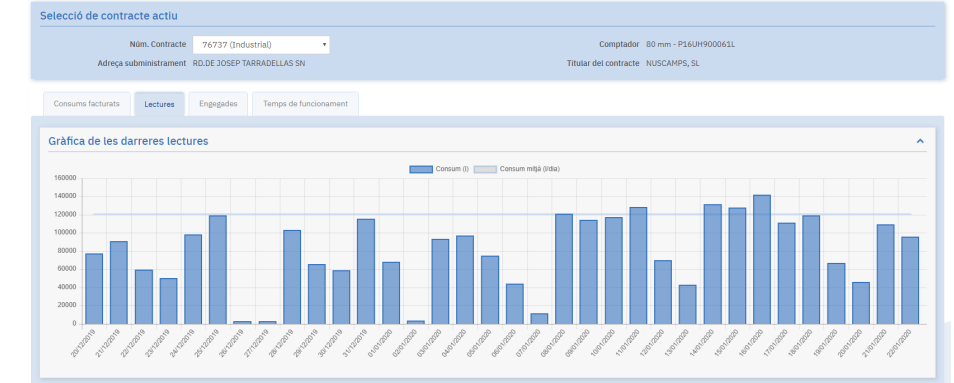 Selecció de contracte actiu
Núm. Contracte 76737 (Industrial) Comptador 80 mm - P16UH900061L
Adreça subministrament RD.DE JOSEP TARRADELLAS SN Titular del contracte NUSCAMPS, SL
Consums facturats Lectures Engegades Temps de funcionament
Gràfica de les darreres lectures
Consum (l) Consum mitjà (l/dia)
160000
140000
120000
100000
80000
60000
40000
20000
0
20/12/2019 21/12/2019 22/12/2019 23/12/2019 24/12/2019 25/12/2019 26/12/2019 27/12/2019 28/12/2019 29/12/2019 30/12/2019 31/12/2019 01/01/2020 02/01/2020 03/01/2020 04/01/2020 05/01/2020 06/01/2020 07/01/2020 08/01/2020 09/01/2020 10/01/2020 11/01/2020 12/01/2020 13/01/2020 14/01/2020 15/01/2020 16/01/2020 17/01/2020 18/01/2020 19/01/2020 20/01/2020 21/01/2020 22/01/2020